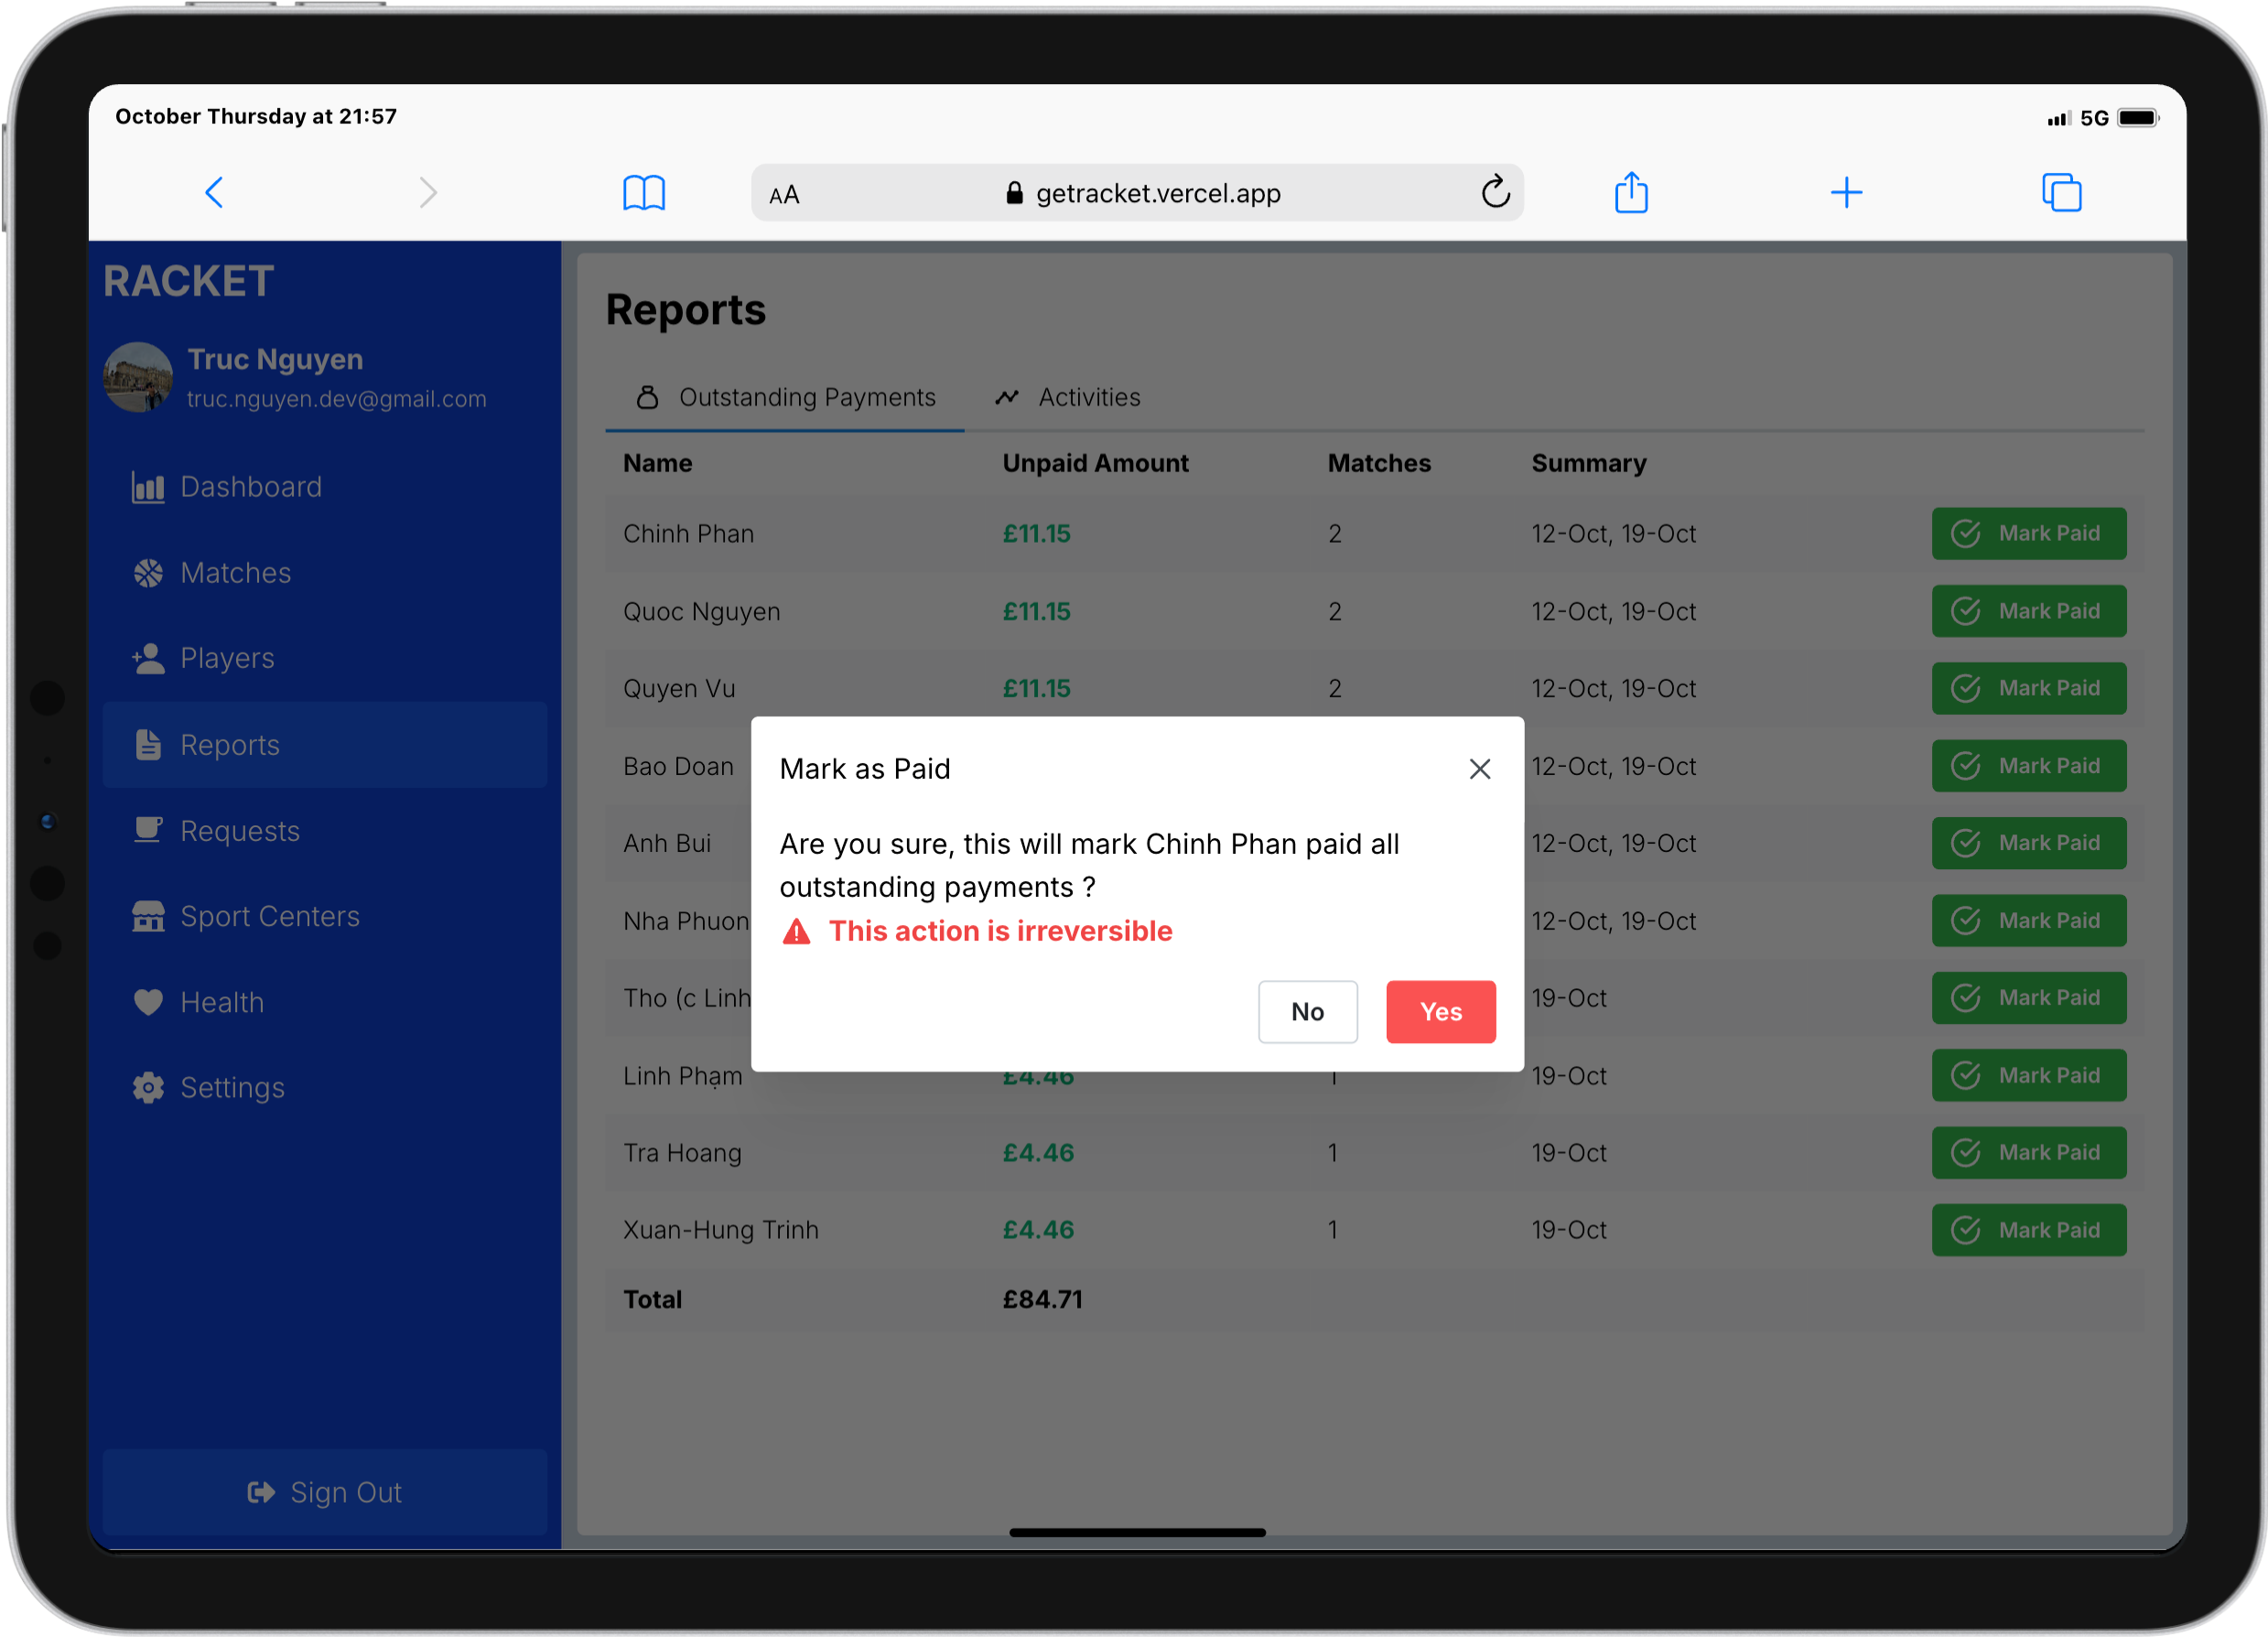 October Thursday at 21:57
5G
AA getracket.vercel.app
RACKET
Truc Nguyen
truc.nguyen.dev@gmail.com
Dashboard
Matches
Players
Reports
Requests
Sport Centers
Health
Settings
Sign Out
Reports
Outstanding Payments Activities
Name Unpaid Amount Matches Summary
Chinh Phan £11.15 2 12-Oct, 19-Oct Mark Paid
Quoc Nguyen £11.15 2 12-Oct, 19-Oct Mark Paid
Quyen Vu £11.15 2 12-Oct, 19-Oct Mark Paid
Bao Doan 12-Oct, 19-Oct Mark Paid
Anh Bui 12-Oct, 19-Oct Mark Paid
Nha Phuon 12-Oct, 19-Oct Mark Paid
Tho (c Linh 19-Oct Mark Paid
Linh Phạm £4.46 1 19-Oct Mark Paid
Tra Hoang £4.46 1 19-Oct Mark Paid
Xuan-Hung Trinh £4.46 1 19-Oct Mark Paid
Total £84.71
Mark as Paid
Are you sure, this will mark Chinh Phan paid all
outstanding payments ?
This action is irreversible
No Yes